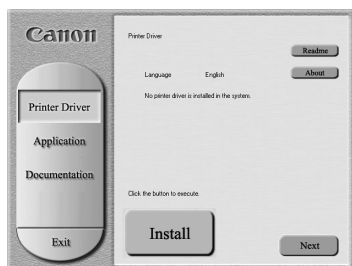 Canon
Printer Driver
Readme
Language English
About
No printer driver is installed in the system.
Printer Driver
Application
Documentation
Click the button to execute.
Install
Exit
Next